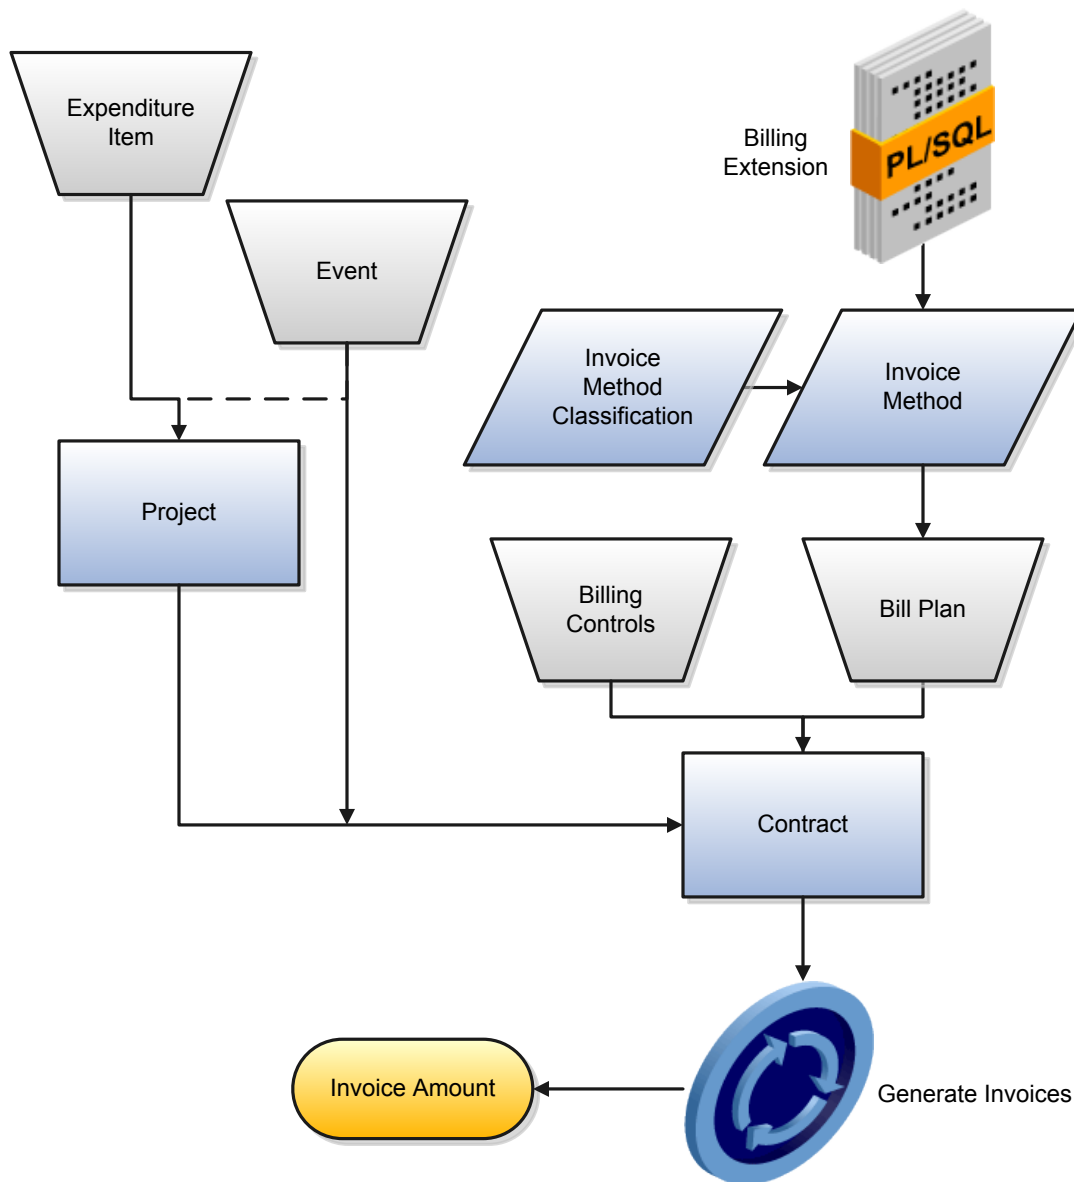 Expenditure
Item
Billing
Extension
PL/SQL
Event
Invoice
Method
Classification
Invoice
Method
Project
Billing
Controls
Bill Plan
Contract
Invoice Amount
Generate Invoices